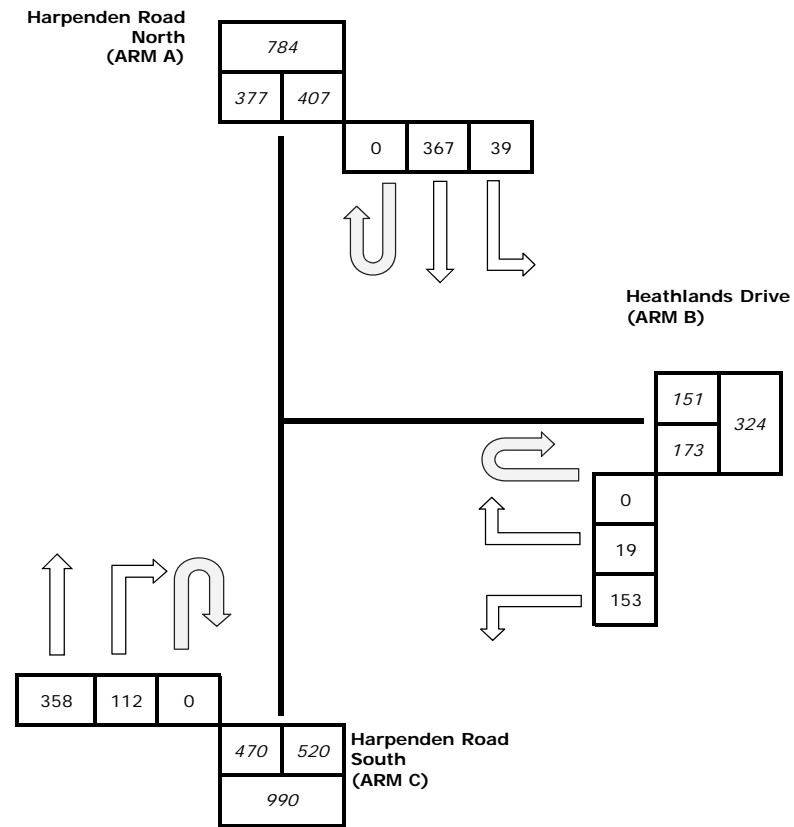 Harpenden Road
North
(ARM A)
784
377 407
0 367 39
Heathlands Drive
(ARM B)
151
324
173
0
19
153
358 112 0
470 520
990
Harpenden Road
South
(ARM C)